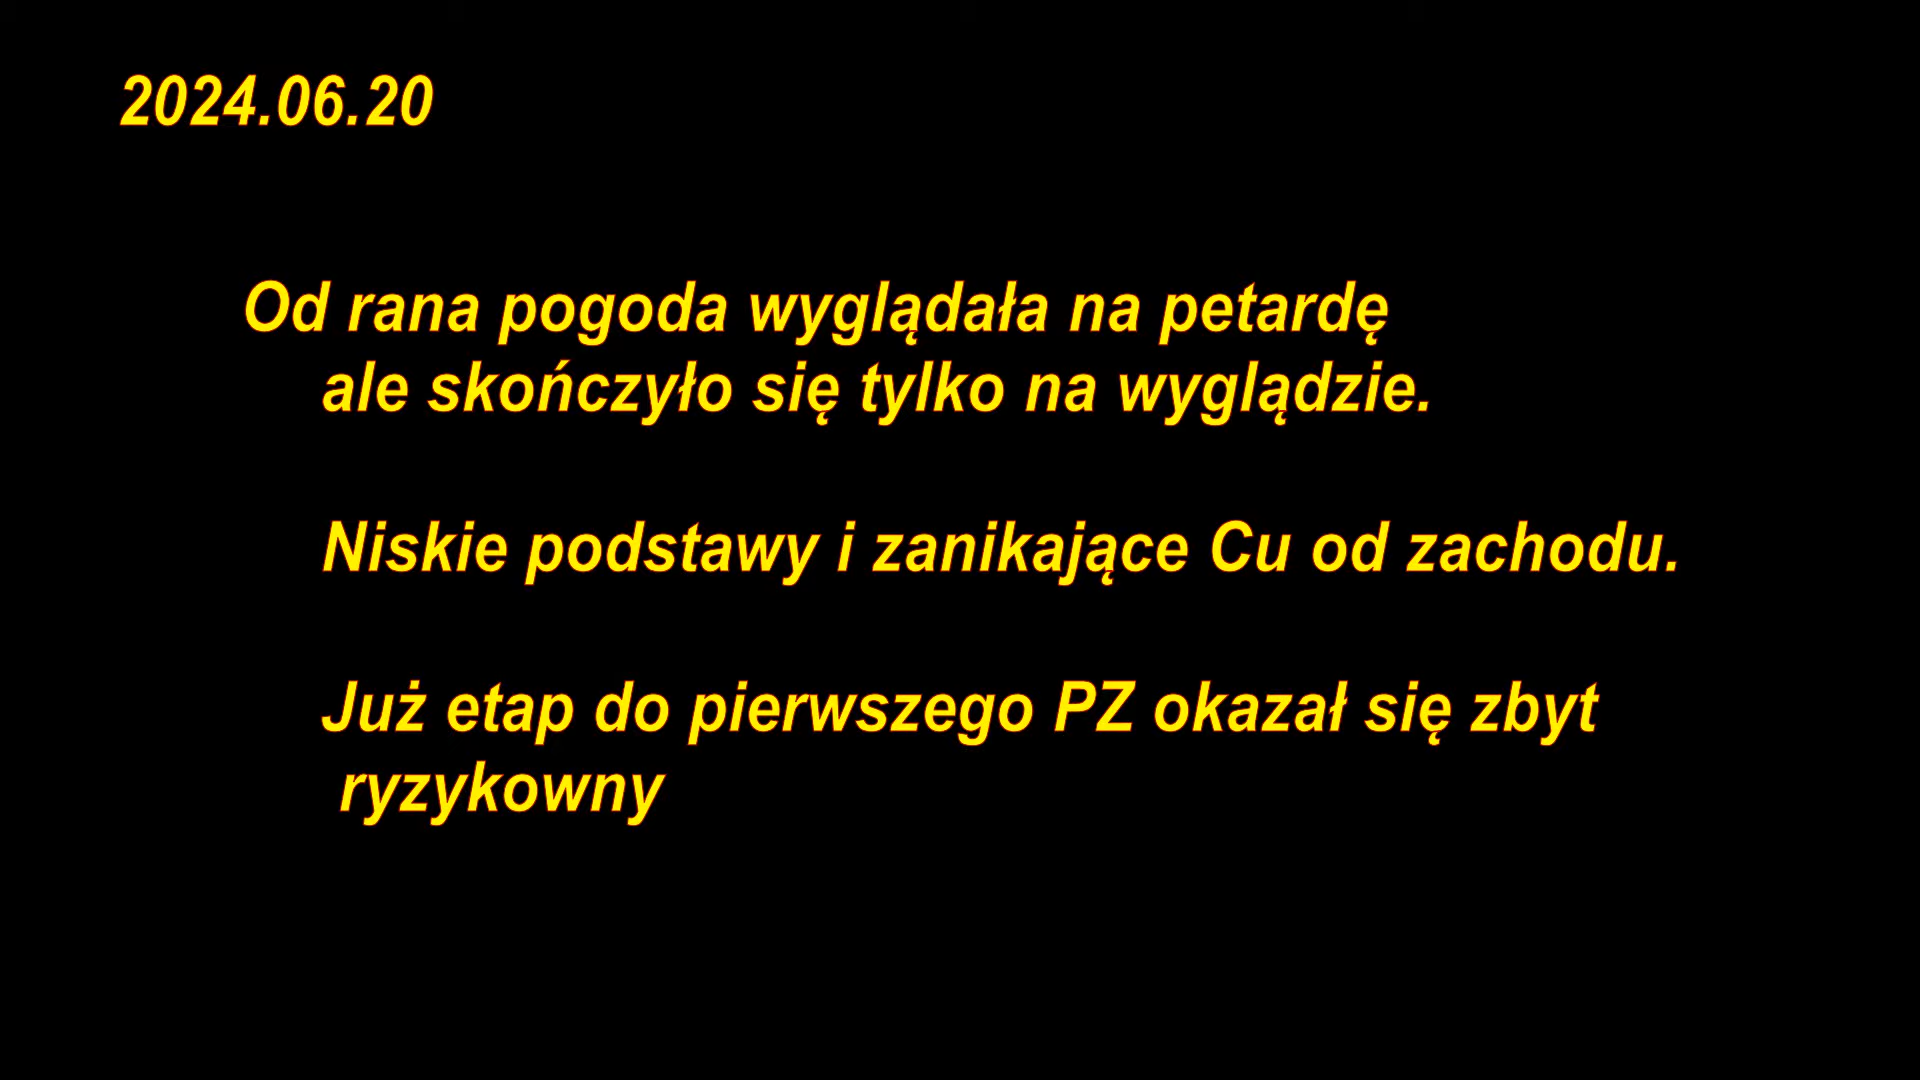 2024.06.20
Od rana pogoda wyglądała na petardę
ale skończyło się tylko na wyglądzie.
Niskie podstawy i zanikające Cu od zachodu.
Już etap do pierwszego PZ okazał się zbyt
ryzykowny